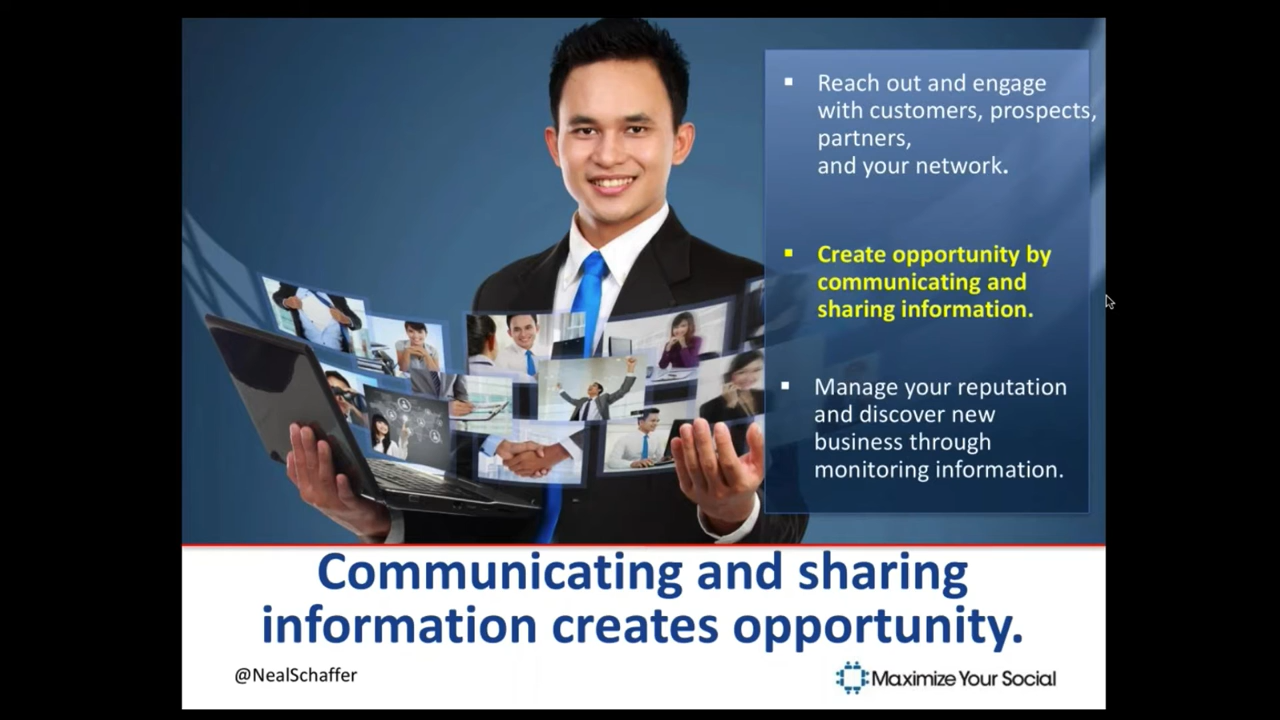 Reach out and engage
with customers, prospects,
partners,
and your network.
Create opportunity by
communicating and
sharing information.
Manage your reputation
and discover new
business through
monitoring information.
Communicating and sharing
information creates opportunity.
@NealSchaffer
Maximize Your Social